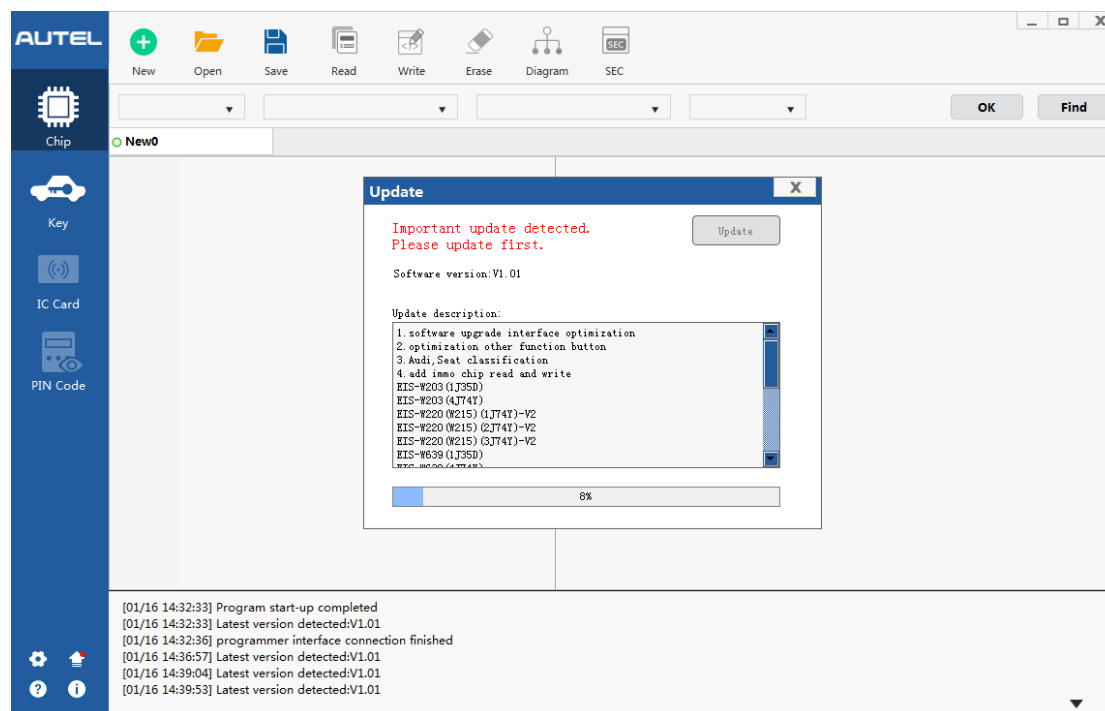 AUTEL
New Open Save Read Write Erase Diagram SEC
SEC
OK Find
Chip
New0
Key
IC Card
PIN Code
Update X
Important update detected.
Please update first.
Update
Software version:V1.01
Update description:
1.software upgrade interface optimization
2.optimization other function button
3.Audi,Seat classification
4.add immo chip read and write
EIS-W203(1J35D)
EIS-W203(4J74Y)
EIS-W220(W215)(1J74Y)-V2
EIS-W220(W215)(2J74Y)-V2
EIS-W220(W215)(3J74Y)-V2
EIS-W639(1J35D)
8%
[01/16 14:32:33] Program start-up completed
[01/16 14:32:33] Latest version detected:V1.01
[01/16 14:32:36] programmer interface connection finished
[01/16 14:36:57] Latest version detected:V1.01
[01/16 14:39:04] Latest version detected:V1.01
[01/16 14:39:53] Latest version detected:V1.01